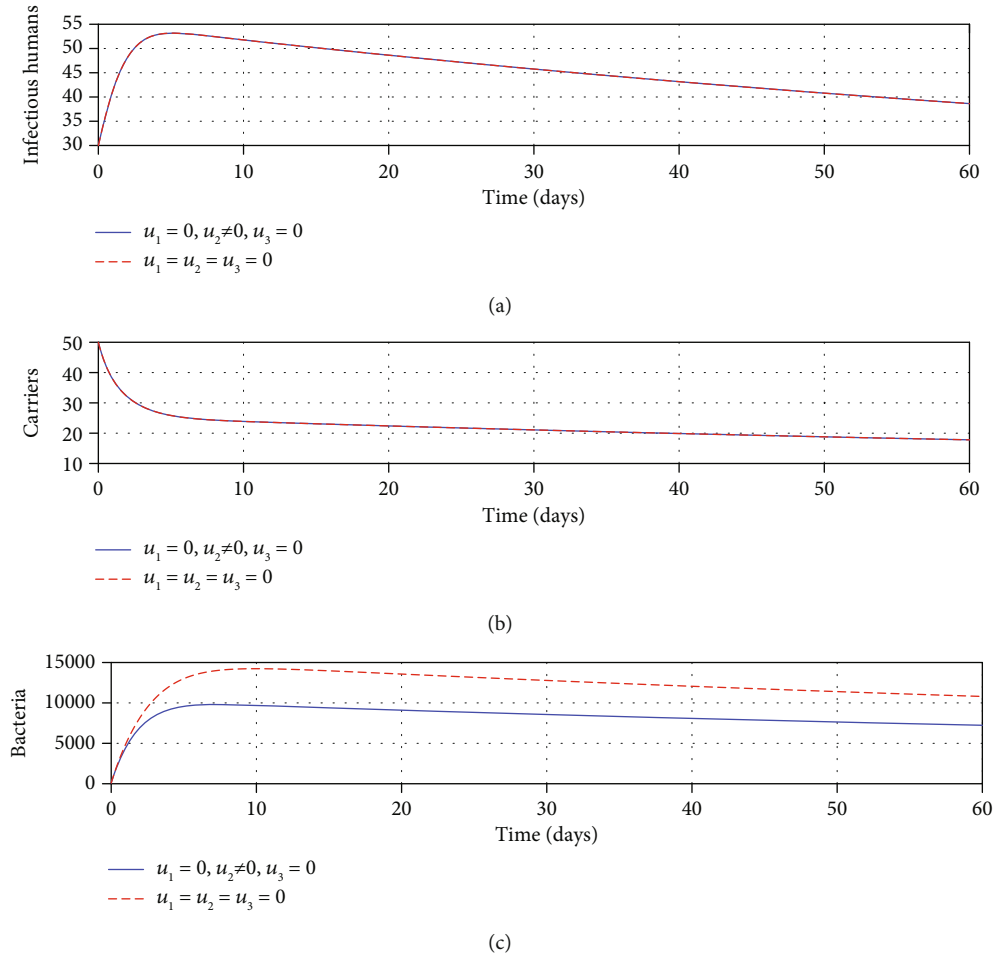 Infectious humans
55
50
45
40
35
30
0 10 20 30 40 50 60
Time (days)
u₁ = 0, u₂≠0, u₃ = 0
u₁ = u₂ = u₃ = 0
(a)
Carriers
50
40
30
20
10
0 10 20 30 40 50 60
Time (days)
u₁ = 0, u₂≠0, u₃ = 0
u₁ = u₂ = u₃ = 0
(b)
Bacteria
15000
10000
5000
0
0 10 20 30 40 50 60
Time (days)
u₁ = 0, u₂≠0, u₃ = 0
u₁ = u₂ = u₃ = 0
(c)